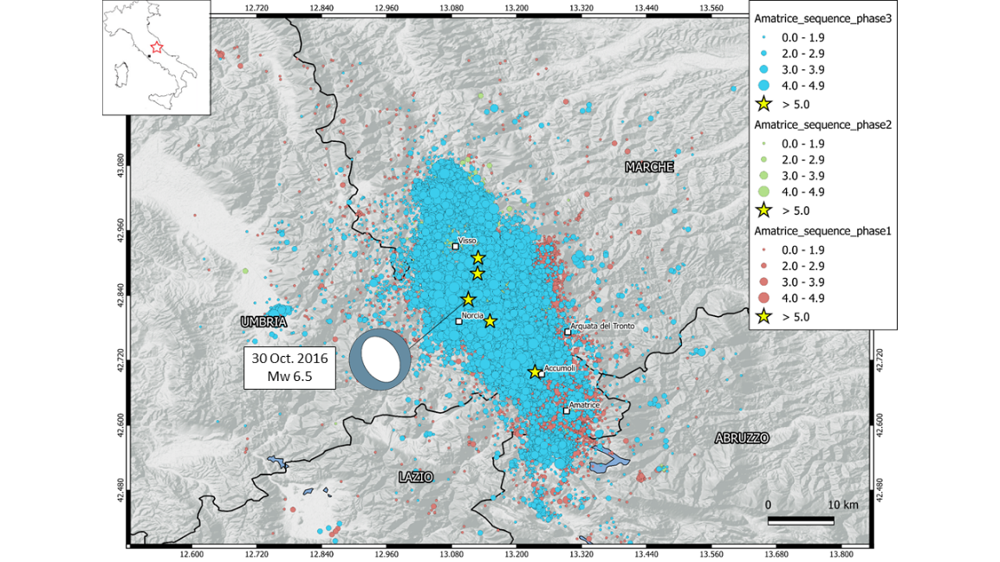 12.720 12.840 12.960 13.080 13.200 13.320 13.440 13.560
Amatrice_sequence_phase3
0.0 - 1.9
2.0 - 2.9
3.0 - 3.9
4.0 - 4.9
> 5.0
Amatrice_sequence_phase2
0.0 - 1.9
2.0 - 2.9
3.0 - 3.9
4.0 - 4.9
> 5.0
Amatrice_sequence_phase1
0.0 - 1.9
2.0 - 2.9
3.0 - 3.9
4.0 - 4.9
> 5.0
43.080
42.960
42.840
42.720
42.600
42.480
MARCHE
Visso
Norcia
UMBRIA
Arquata del Tronto
30 Oct. 2016
Mw 6.5
Accumoli
Amatrice
ABRUZZO
LAZIO
42.720
42.600
42.480
0 10 km
12.600 12.720 12.840 12.960 13.080 13.200 13.320 13.440 13.560 13.680 13.800